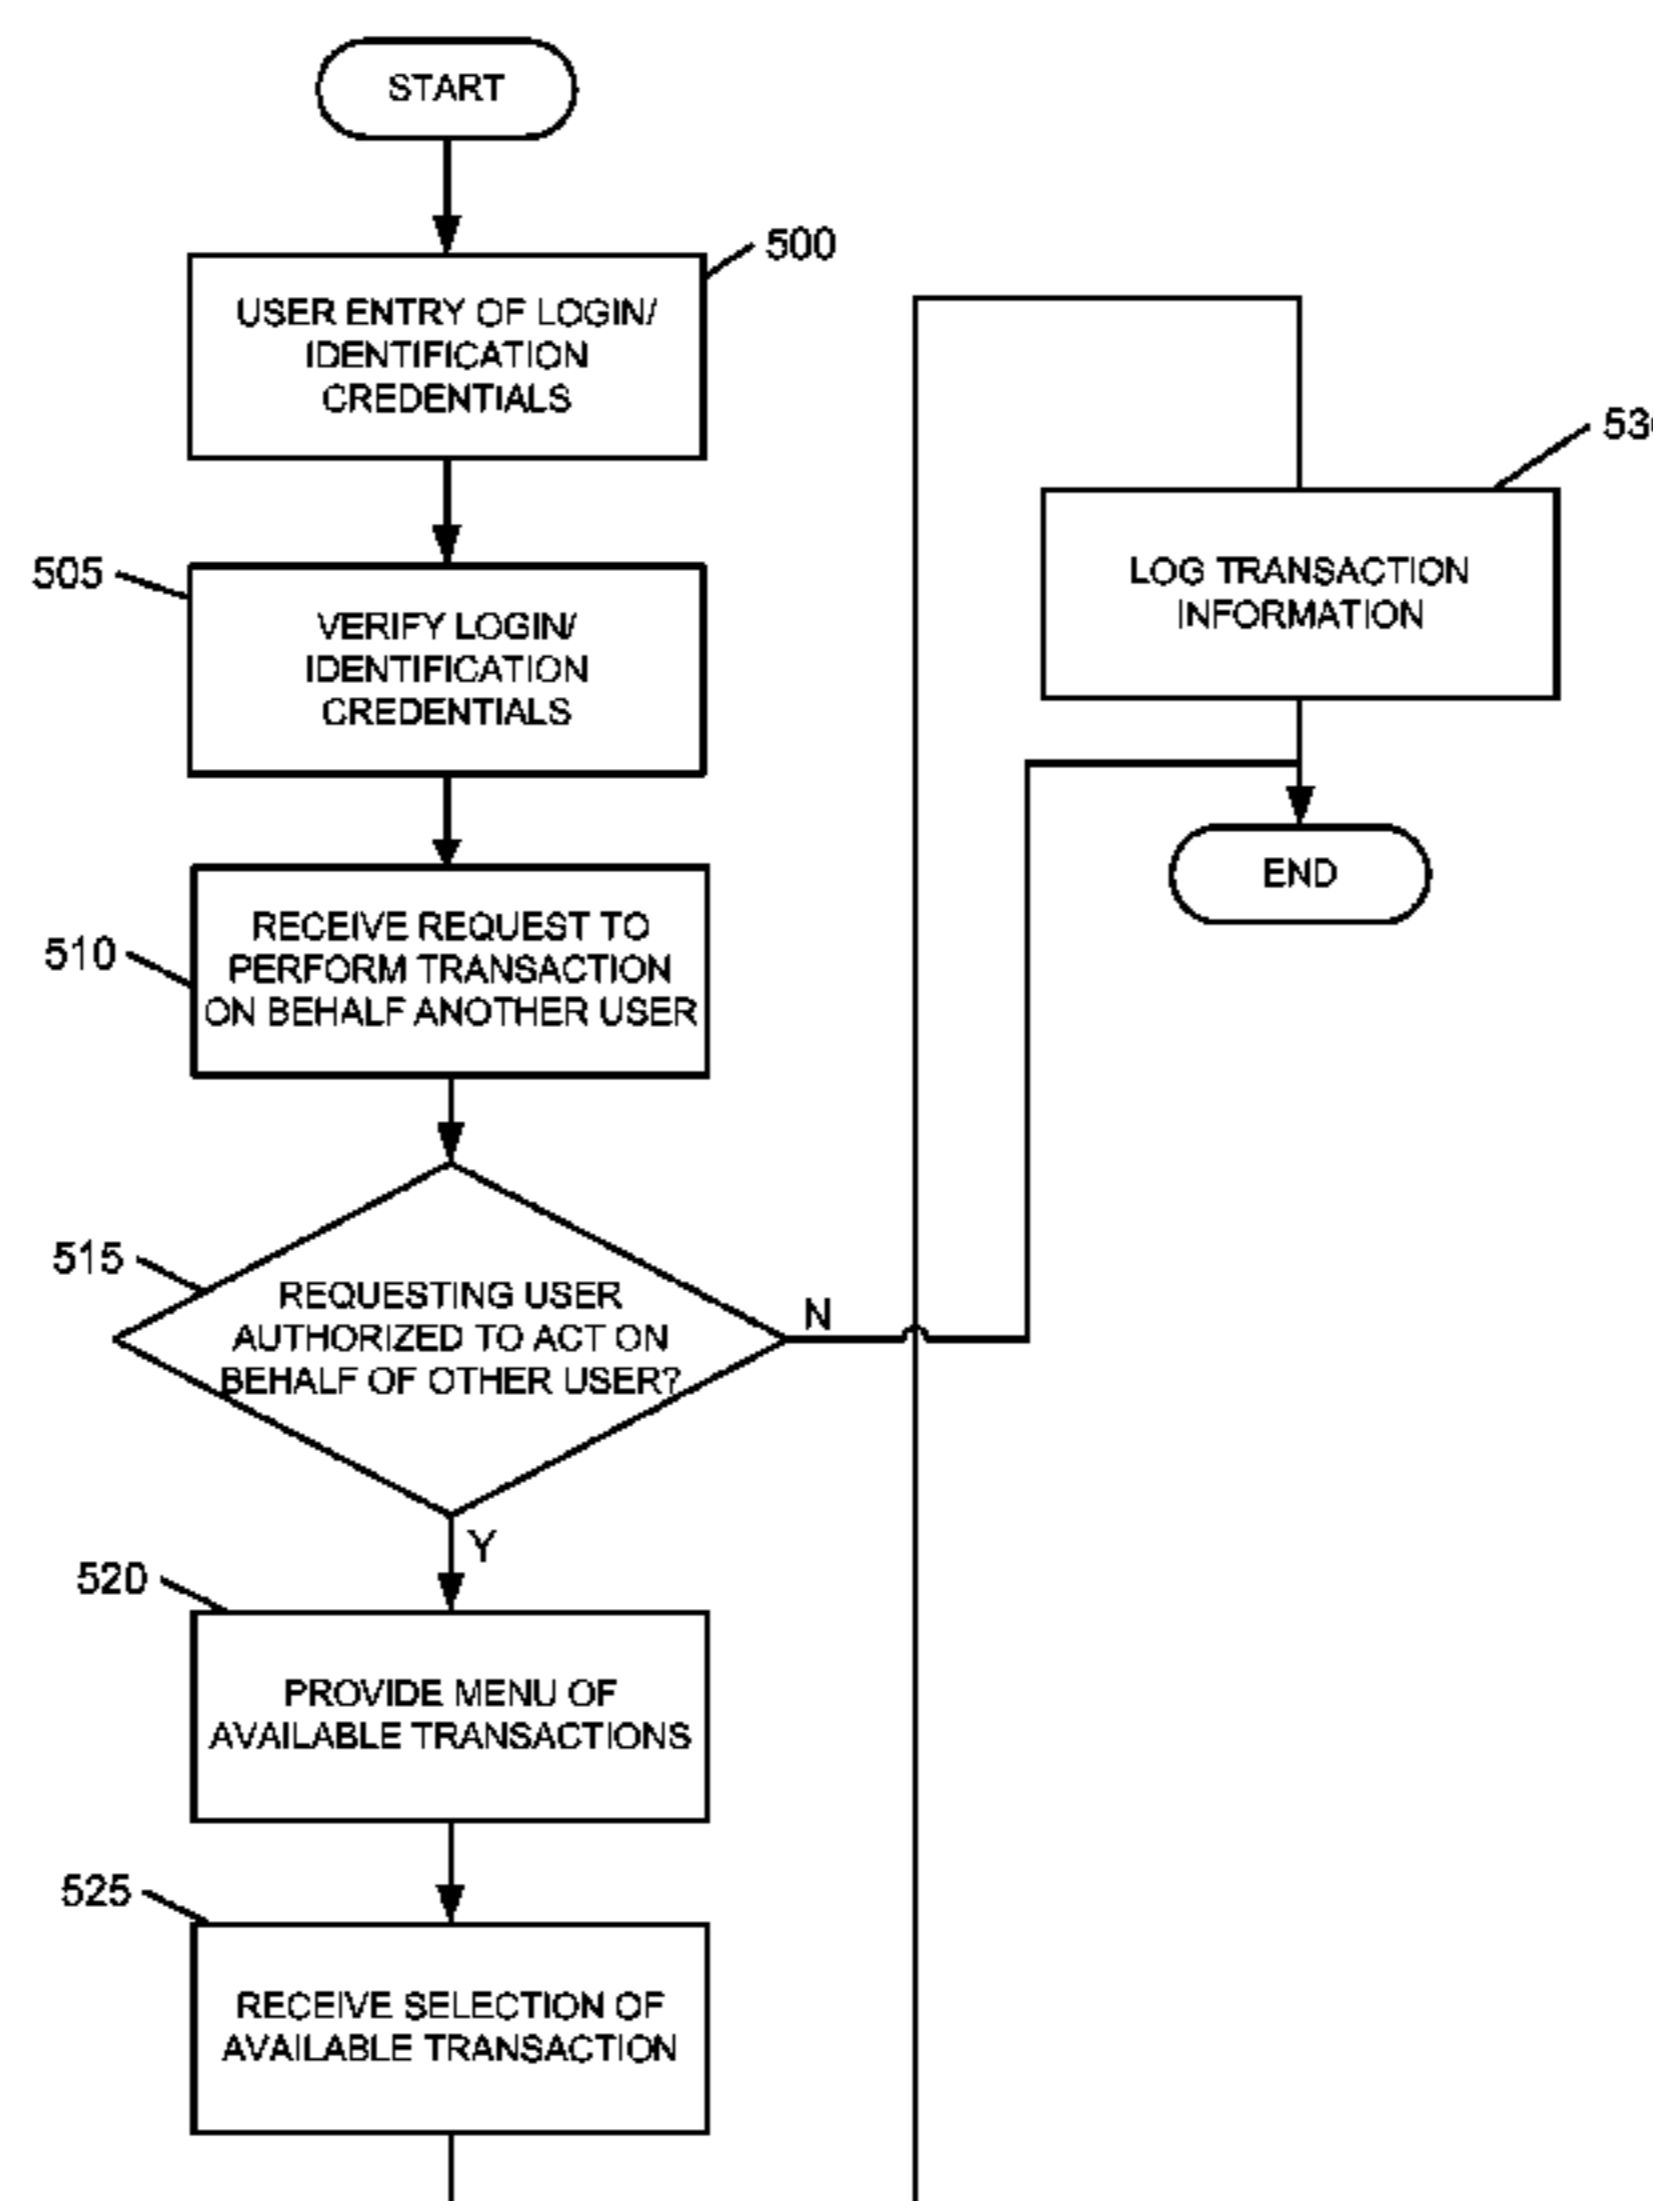 START
500
USER ENTRY OF LOGIN/
IDENTIFICATION
CREDENTIALS
505
VERIFY LOGIN/
IDENTIFICATION
CREDENTIALS
510
RECEIVE REQUEST TO
PERFORM TRANSACTION
ON BEHALF ANOTHER USER
515
REQUESTING USER
AUTHORIZED TO ACT ON
BEHALF OF OTHER USER?
N
Y
520
PROVIDE MENU OF
AVAILABLE TRANSACTIONS
525
RECEIVE SELECTION OF
AVAILABLE TRANSACTION
LOG TRANSACTION
INFORMATION
END